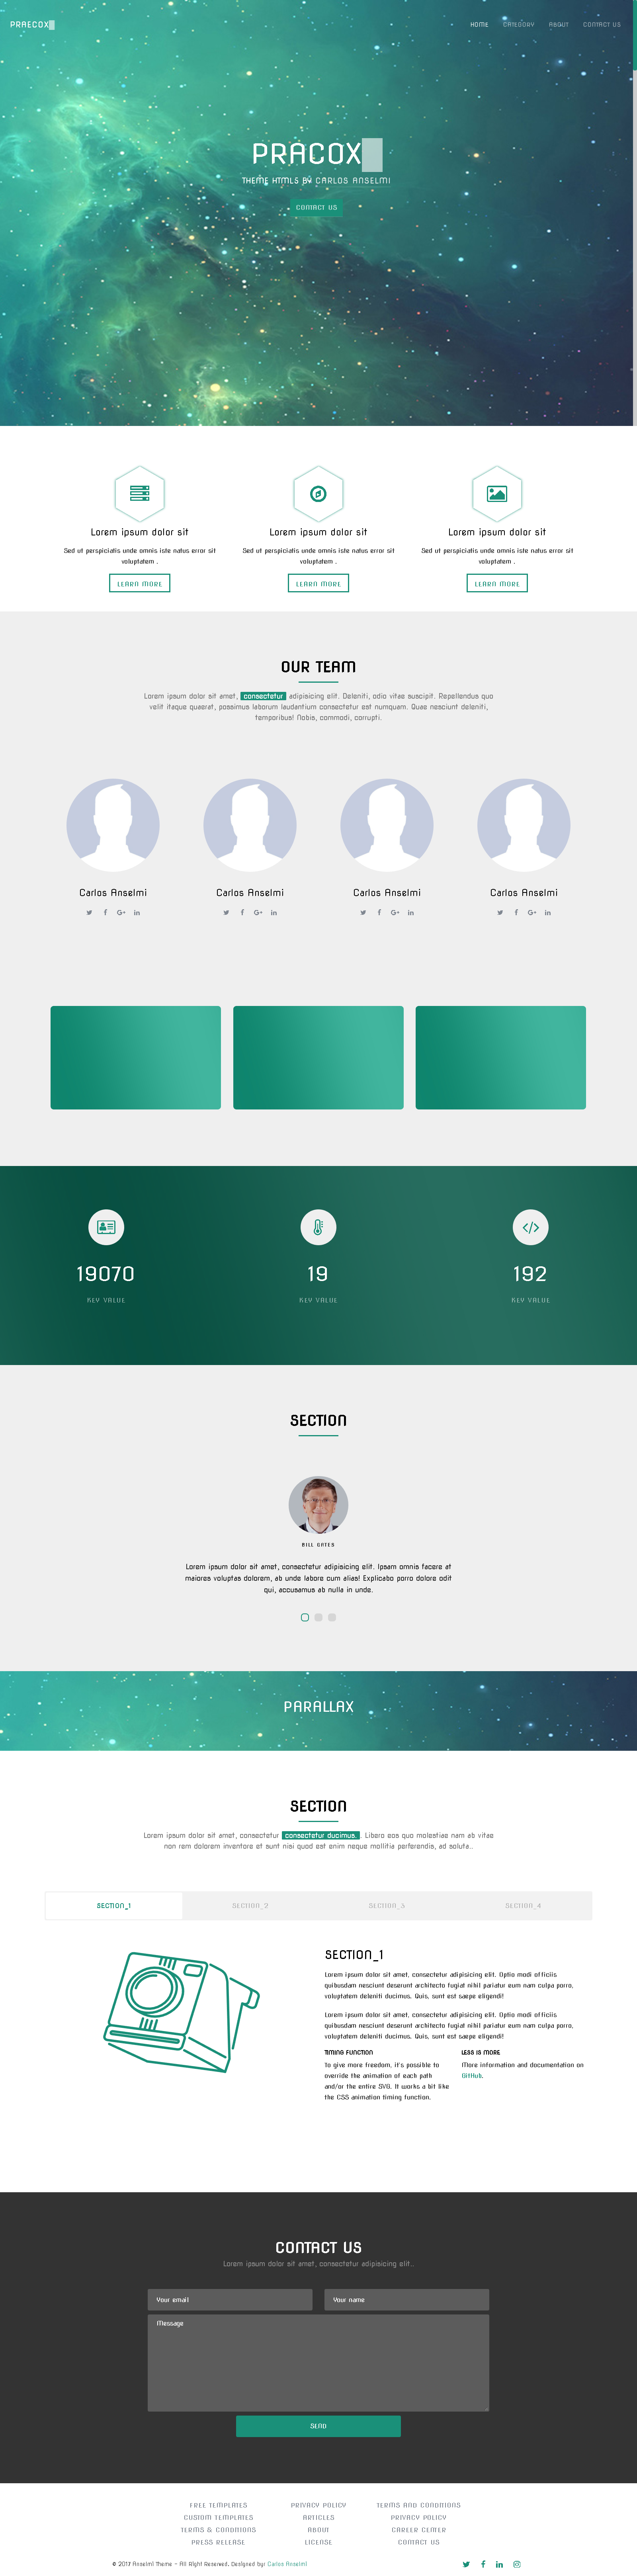 PRAECOX
HOME CATEGORY ABOUT CONTACT US
PRACOX
THEME HTML5 BY CARLOS ANSELMI
CONTACT US
Lorem ipsum dolor sit
Sed ut perspiciatis unde omnis iste natus error sit
voluptatem .
LEARN MORE
Lorem ipsum dolor sit
Sed ut perspiciatis unde omnis iste natus error sit
voluptatem .
LEARN MORE
Lorem ipsum dolor sit
Sed ut perspiciatis unde omnis iste natus error sit
voluptatem .
LEARN MORE
OUR TEAM
Lorem ipsum dolor sit amet, consectetur adipisicing elit. Deleniti, odio vitae suscipit. Repellendus quo
velit itaque quaerat, possimus laborum laudantium consectetur est numquam. Quae nesciunt deleniti,
temporibus! Nobis, commodi, corrupti.
Carlos Anselmi
Carlos Anselmi
Carlos Anselmi
Carlos Anselmi
19070
KEY VALUE
19
KEY VALUE
192
KEY VALUE
SECTION
BILL GATES
Lorem ipsum dolor sit amet, consectetur adipisicing elit. Ipsam omnis facere at
maiores voluptas dolorem, ab unde labore cum alias! Explicabo porro dolore odit
qui, accusamus ab nulla in unde.
PARALLAX
SECTION
Lorem ipsum dolor sit amet, consectetur consectetur ducimus. . Libero eos quo molestiae nam ab vitae
non rem dolorem inventore et sunt nisi quod est enim neque mollitia perferendis, ad soluta..
SECTION_1 SECTION_2 SECTION_3 SECTION_4
SECTION_1
Lorem ipsum dolor sit amet, consectetur adipisicing elit. Optio modi officiis
quibusdam nesciunt deserunt architecto fugiat nihil pariatur eum nam culpa porro,
voluptatem deleniti ducimus. Quis, sunt est saepe eligendi!
Lorem ipsum dolor sit amet, consectetur adipisicing elit. Optio modi officiis
quibusdam nesciunt deserunt architecto fugiat nihil pariatur eum nam culpa porro,
voluptatem deleniti ducimus. Quis, sunt est saepe eligendi!
TIMING FUNCTION
To give more freedom, it's possible to
override the animation of each path
and/or the entire SVG. It works a bit like
the CSS animation timing function.
LESS IS MORE
More information and documentation on
GitHub.
CONTACT US
Lorem ipsum dolor sit amet, consectetur adipisicing elit..
Your email
Your name
Message
SEND
FREE TEMPLATES
CUSTOM TEMPLATES
TERMS & CONDITIONS
PRESS RELEASE
PRIVACY POLICY
ARTICLES
ABOUT
LICENSE
TERMS AND CONDITIONS
PRIVACY POLICY
CAREER CENTER
CONTACT US
© 2017 Anselmi Theme - All Right Reserved. Designed by: Carlos Anselmi